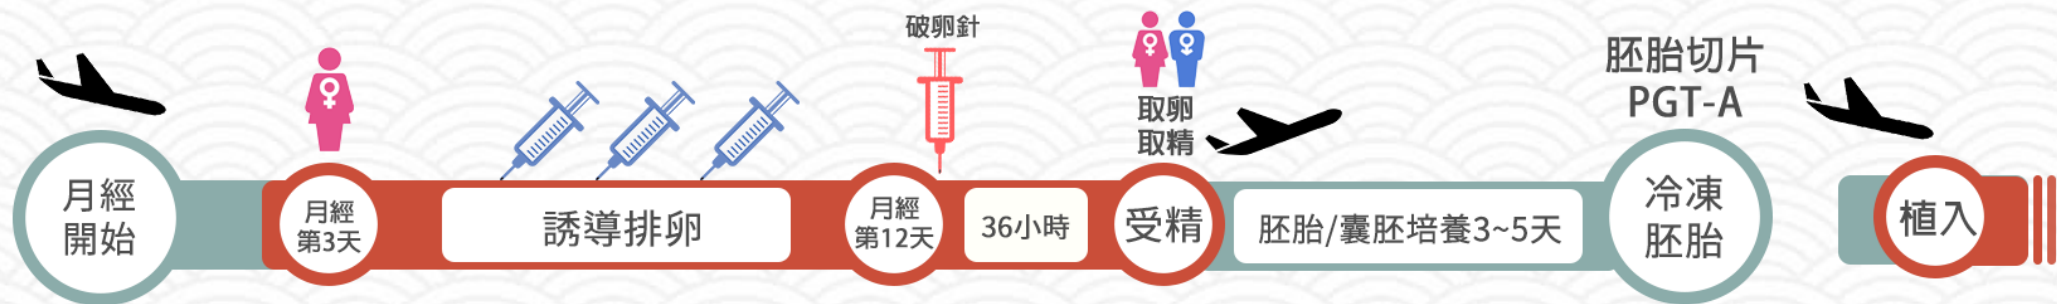 月經
開始
月經
第3天
誘導排卵
破卵針
月經
第12天
36小時
取卵
取精
受精
胚胎/囊胚培養3~5天
胚胎切片
PGT-A
冷凍
胚胎
植入